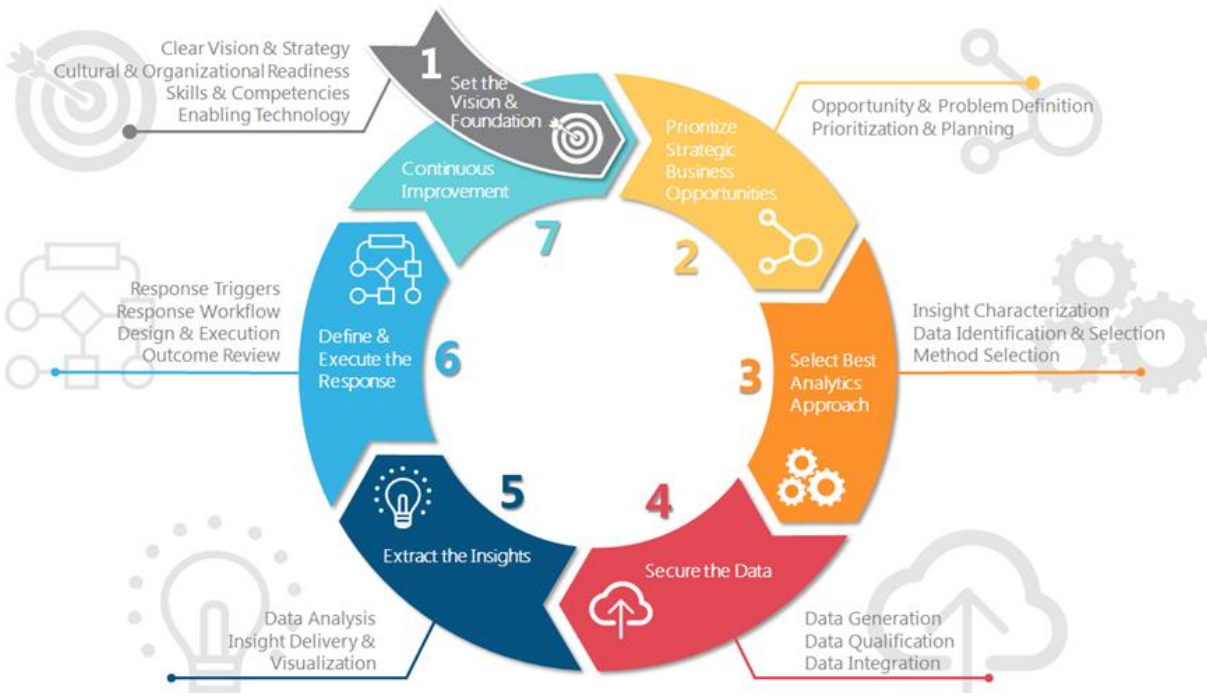 Clear Vision & Strategy
Cultural & Organizational Readiness
Skills & Competencies
Enabling Technology
1
Set the
Vision &
Foundation
Prioritize
Strategic
Business
Opportunities
2
Opportunity & Problem Definition
Prioritization & Planning
Select Best
Analytics
Approach
3
Insight Characterization
Data Identification & Selection
Method Selection
Secure the Data
4
Data Generation
Data Qualification
Data Integration
Extract the Insights
5
Data Analysis
Insight Delivery &
Visualization
Define &
Execute the
Response
6
Response Triggers
Response Workflow
Design & Execution
Outcome Review
Continuous
Improvement
7